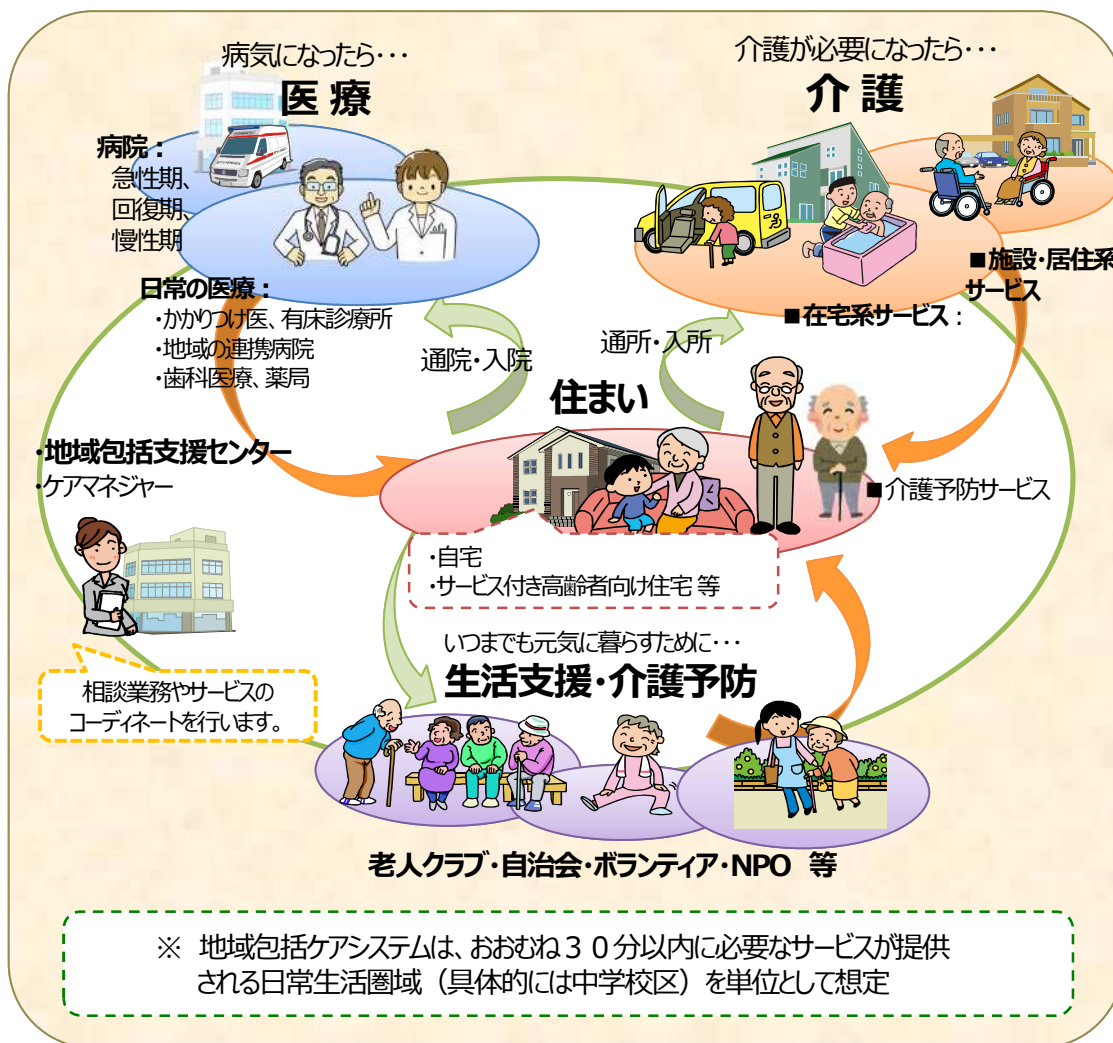 病気になったら･･･
医 療
病院：
急性期、
回復期、
慢性期
日常の医療：
・かかりつけ医、有床診療所
・地域の連携病院
・歯科医療、薬局
介護が必要になったら･･･
介 護
■施設・居住系
サービス
■在宅系サービス：
通院・入院
通所・入所
住まい
・地域包括支援センター
・ケアマネジャー
■介護予防サービス
・自宅
・サービス付き高齢者向け住宅 等
相談業務やサービスの
コーディネートを行います。
いつまでも元気に暮らすために･･･
生活支援・介護予防
老人クラブ・自治会・ボランティア・NPO 等
※ 地域包括ケアシステムは、おおむね３０分以内に必要なサービスが提供
される日常生活圏域（具体的には中学校区）を単位として想定